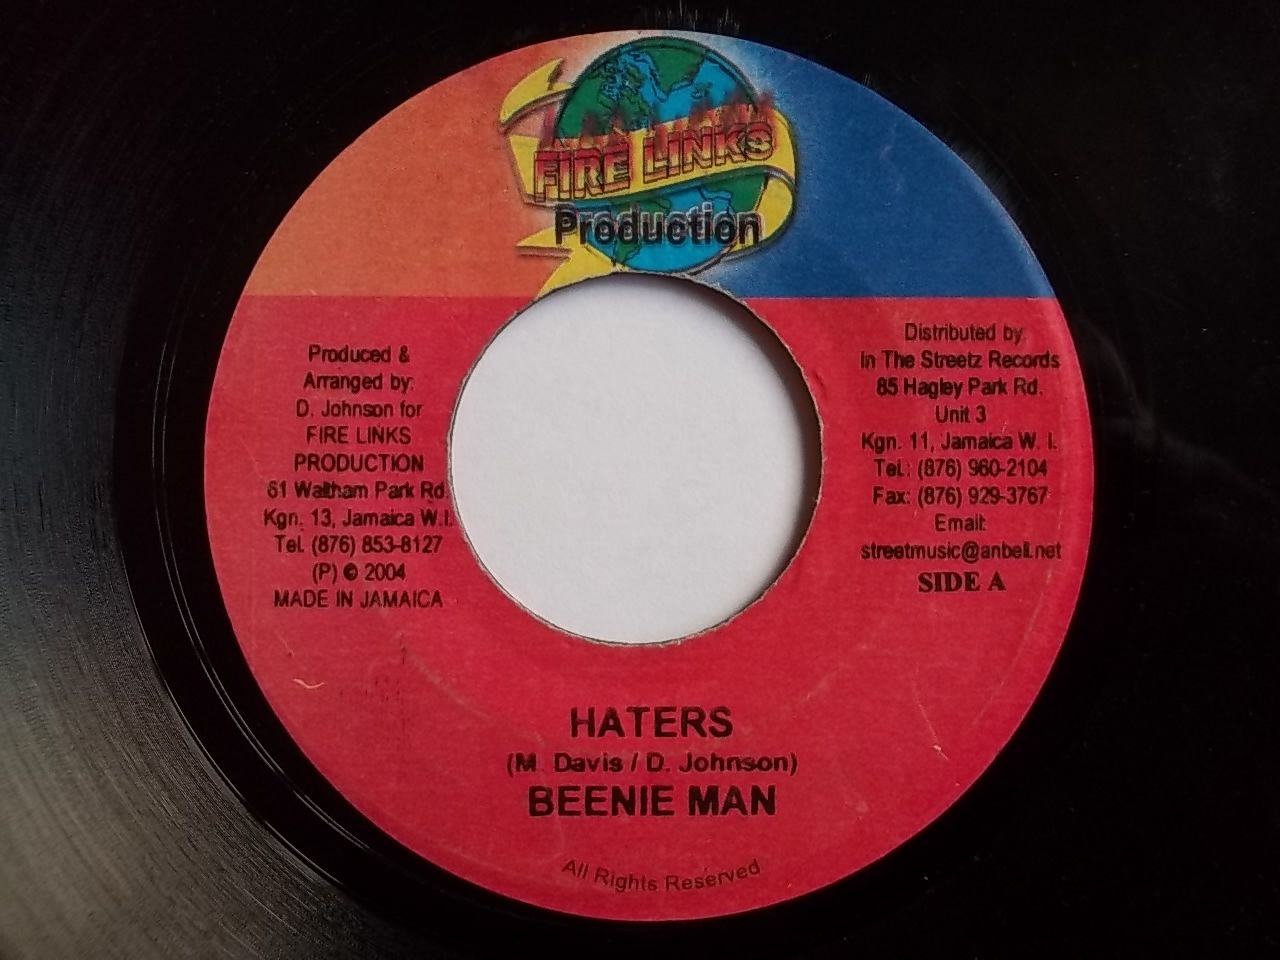 FIRE LINKS
Production
Produced &
Arranged by:
D. Johnson for
FIRE LINKS
PRODUCTION
61 Waltham Park Rd.
Kgn. 13, Jamaica W.I.
Tel. (876) 853-8127
(P) © 2004
MADE IN JAMAICA
Distributed by:
In The Streetz Records
85 Hagley Park Rd.
Unit 3
Kgn. 11, Jamaica W. I.
Tel.: (876) 960-2104
Fax: (876) 929-3767
Email:
streetmusic@anbell.net
SIDE A
HATERS
(M. Davis / D. Johnson)
BEENIE MAN
All Rights Reserved